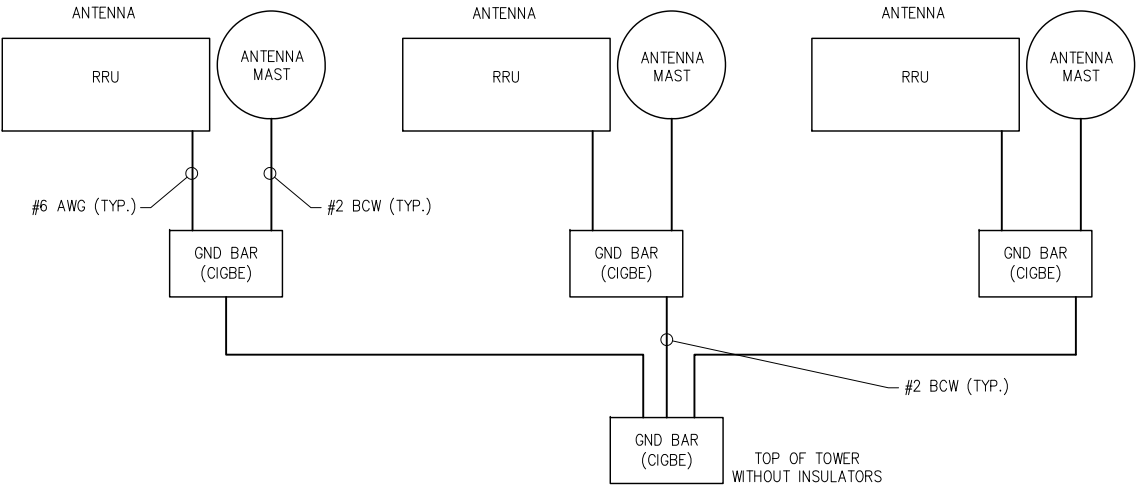 ANTENNA
ANTENNA
ANTENNA
RRU
ANTENNA
MAST
RRU
ANTENNA
MAST
RRU
ANTENNA
MAST
#6 AWG (TYP.)
#2 BCW (TYP.)
GND BAR
(CIGBE)
GND BAR
(CIGBE)
GND BAR
(CIGBE)
#2 BCW (TYP.)
GND BAR
(CIGBE)
TOP OF TOWER
WITHOUT INSULATORS